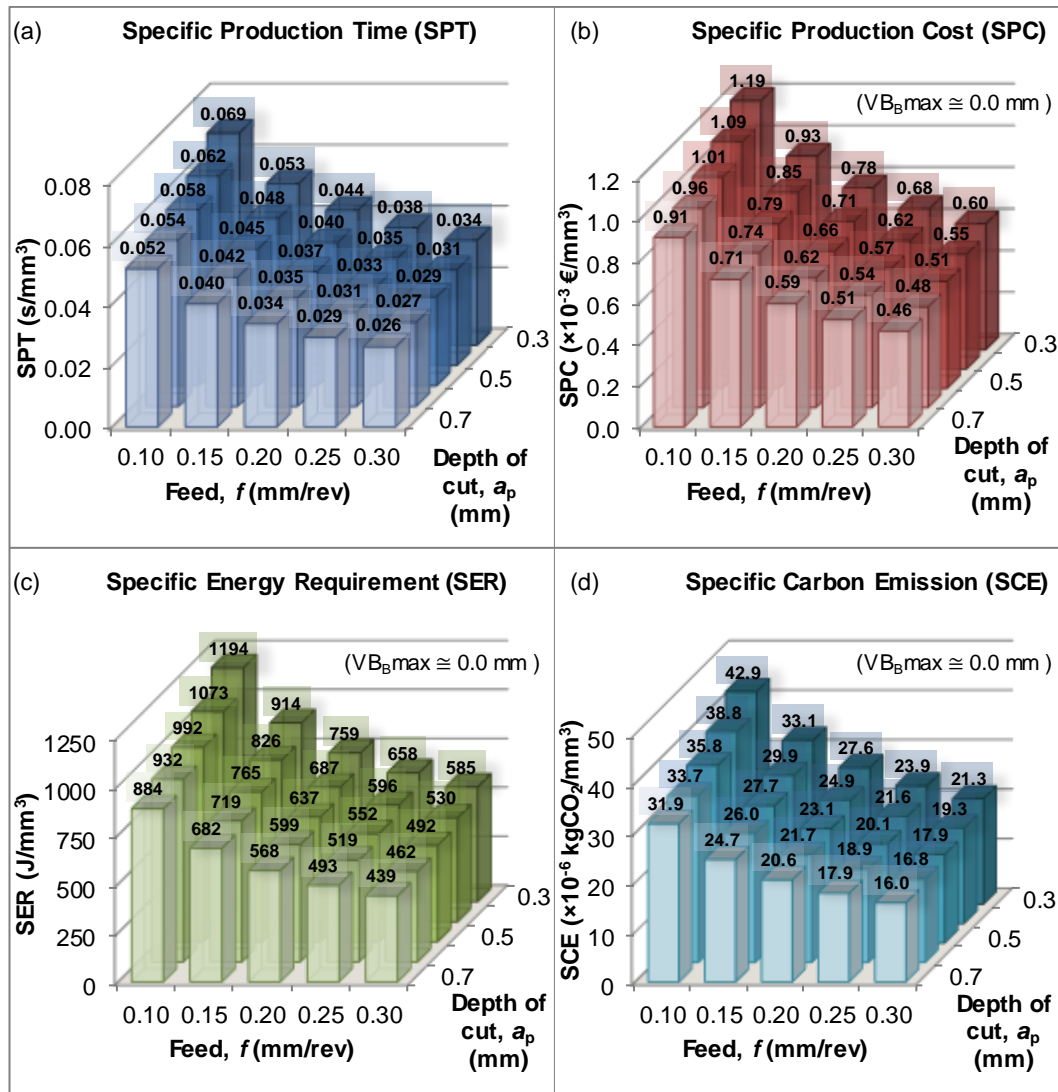 (a) Specific Production Time (SPT)
0.069
0.062 0.053
0.058 0.048 0.044
0.054 0.045 0.040 0.038
0.052 0.042 0.037 0.035 0.034
0.040 0.035 0.033 0.031
0.034 0.031 0.029
0.029 0.027
0.026
SPT (s/mm³)
0.08
0.06
0.04
0.02
0.00
0.10 0.15 0.20 0.25 0.30
Feed, f (mm/rev)
0.3
0.5
0.7
Depth of
cut, aₚ
(mm)
(b) Specific Production Cost (SPC)
(VB_Bmax ≅ 0.0 mm )
1.19
1.09 0.93
1.01 0.85 0.78
0.96 0.79 0.71 0.68
0.91 0.74 0.66 0.62 0.60
0.71 0.62 0.57 0.55
0.59 0.54 0.51
0.51 0.48
0.46
SPC (×10⁻³ €/mm³)
1.2
1.0
0.8
0.6
0.4
0.2
0.0
0.10 0.15 0.20 0.25 0.30
Feed, f (mm/rev)
0.3
0.5
0.7
Depth of
cut, aₚ
(mm)
(c) Specific Energy Requirement (SER)
(VB_Bmax ≅ 0.0 mm )
1194
1073 914
992 826 759
932 765 687 658
884 719 637 596 585
682 599 552 530
568 519 492
493 462
439
SER (J/mm³)
1250
1000
750
500
250
0
0.10 0.15 0.20 0.25 0.30
Feed, f (mm/rev)
0.3
0.5
0.7
Depth of
cut, aₚ
(mm)
(d) Specific Carbon Emission (SCE)
(VB_Bmax ≅ 0.0 mm )
42.9
38.8 33.1
35.8 29.9 27.6
33.7 27.7 24.9 23.9
31.9 26.0 23.1 21.6 21.3
24.7 21.7 20.1 19.3
20.6 18.9 17.9
17.9 16.8
16.0
SCE (×10⁻⁶ kgCO₂/mm³)
50
40
30
20
10
0
0.10 0.15 0.20 0.25 0.30
Feed, f (mm/rev)
0.3
0.5
0.7
Depth of
cut, aₚ
(mm)